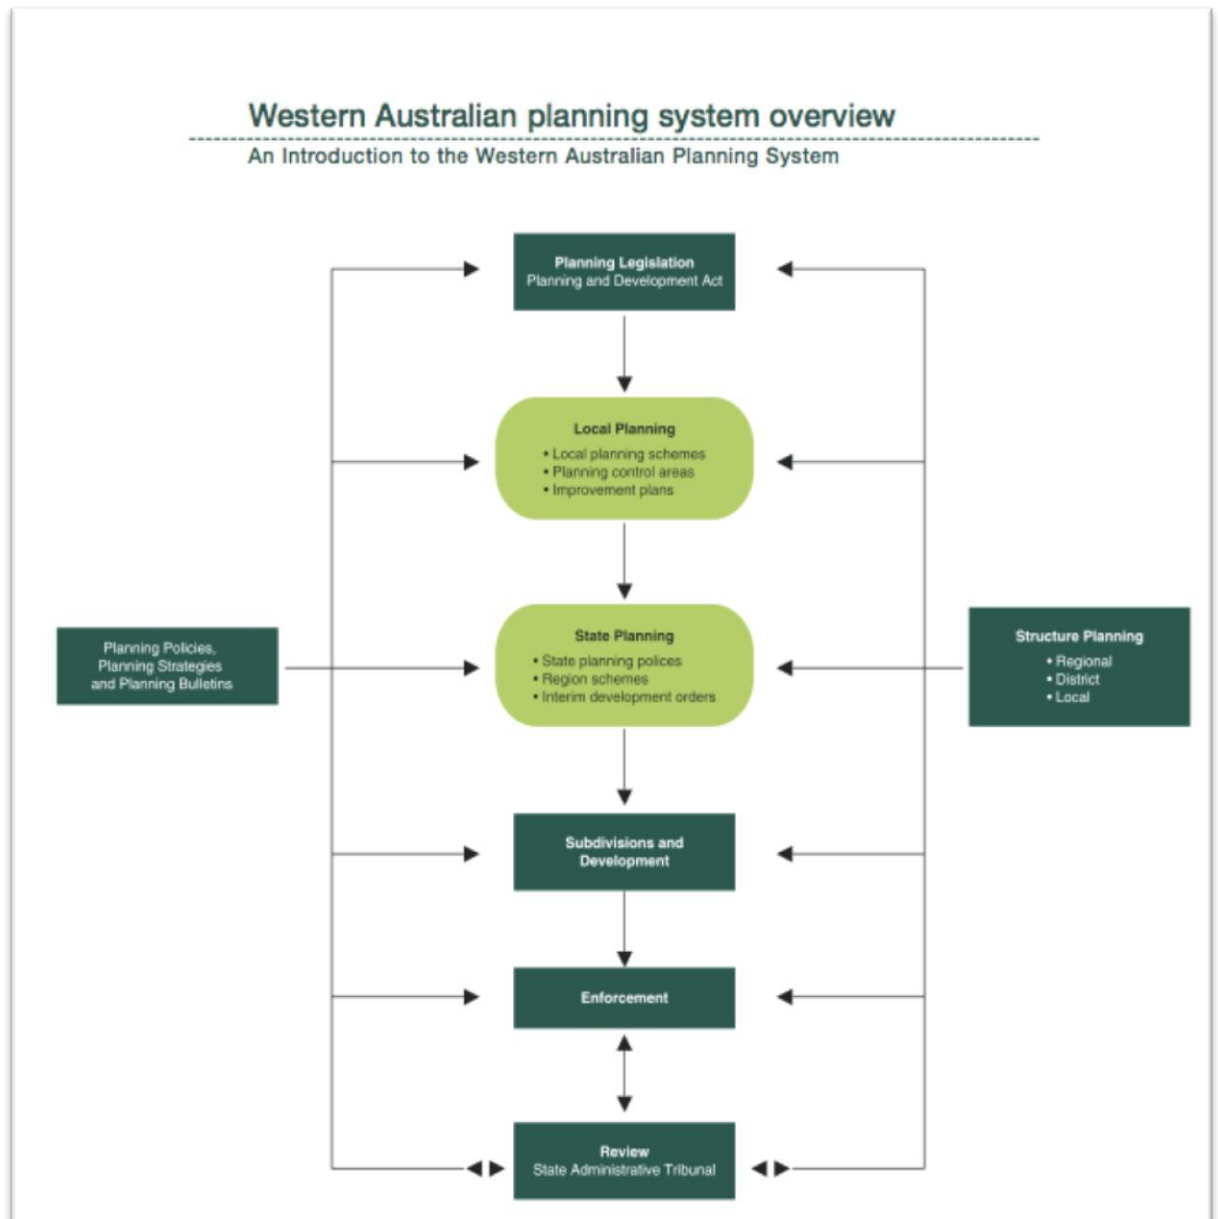 Western Australian planning system overview
An Introduction to the Western Australian Planning System
Planning Legislation
Planning and Development Act
Local Planning
• Local planning schemes
• Planning control areas
• Improvement plans
State Planning
• State planning polices
• Region schemes
• Interim development orders
Planning Policies,
Planning Strategies
and Planning Bulletins
Structure Planning
• Regional
• District
• Local
Subdivisions and
Development
Enforcement
Review
State Administrative Tribunal